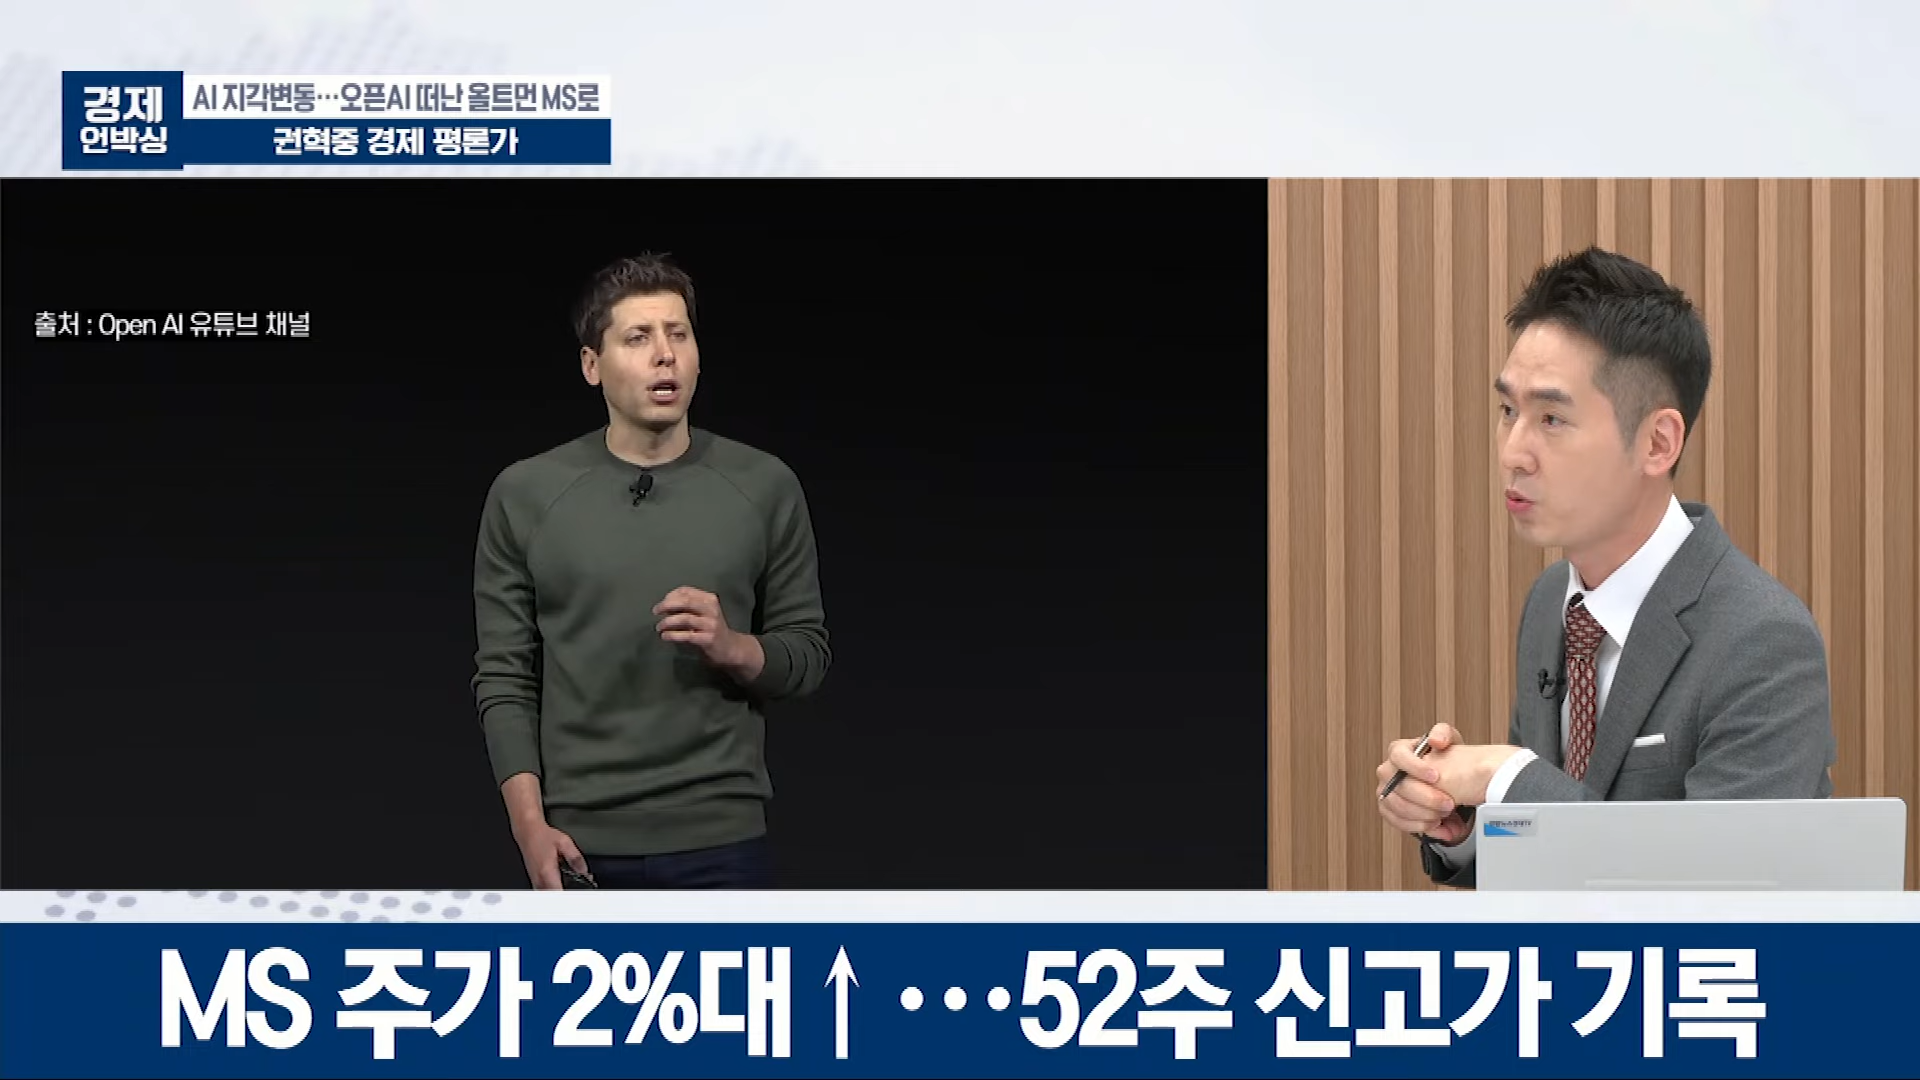 경제
언박싱
AI 지각변동…오픈AI 떠난 올트먼 MS로
권혁중 경제 평론가
출처 : Open AI 유튜브 채널
MS 주가 2%대↑…52주 신고가 기록